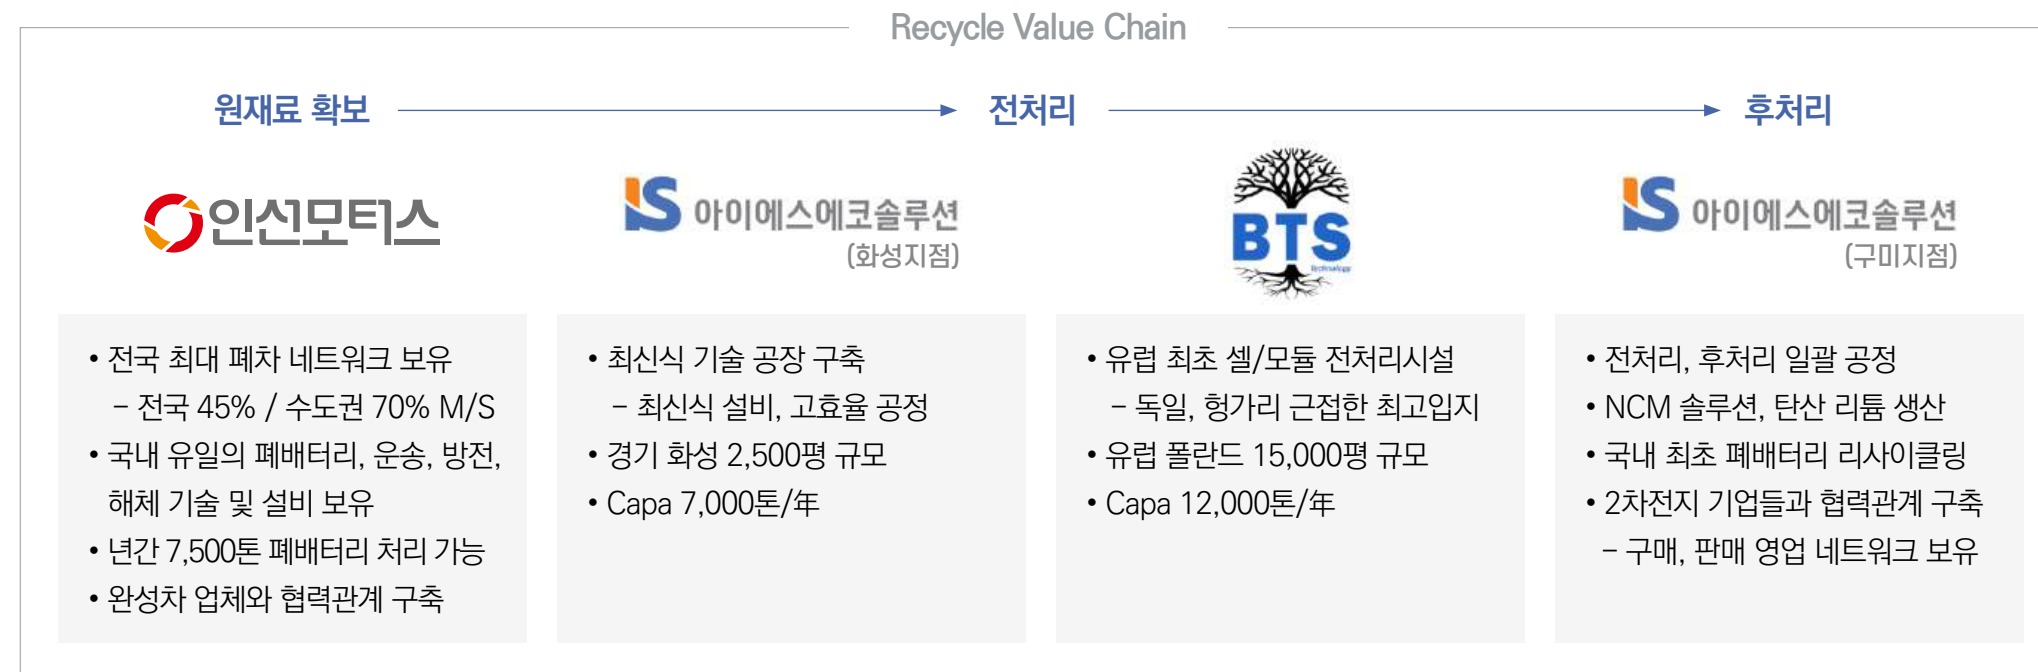 Recycle Value Chain
원재료 확보
전처리
후처리
인선모터스
IS 아이에스에코솔루션
(화성지점)
BTS
Technology
IS 아이에스에코솔루션
(구미지점)
• 전국 최대 폐차 네트워크 보유
– 전국 45% / 수도권 70% M/S
• 국내 유일의 폐배터리, 운송, 방전,
해체 기술 및 설비 보유
• 년간 7,500톤 폐배터리 처리 가능
• 완성차 업체와 협력관계 구축
• 최신식 기술 공장 구축
– 최신식 설비, 고효율 공정
• 경기 화성 2,500평 규모
• Capa 7,000톤/年
• 유럽 최초 셀/모듈 전처리시설
– 독일, 헝가리 근접한 최고입지
• 유럽 폴란드 15,000평 규모
• Capa 12,000톤/年
• 전처리, 후처리 일괄 공정
• NCM 솔루션, 탄산 리튬 생산
• 국내 최초 폐배터리 리사이클링
• 2차전지 기업들과 협력관계 구축
– 구매, 판매 영업 네트워크 보유